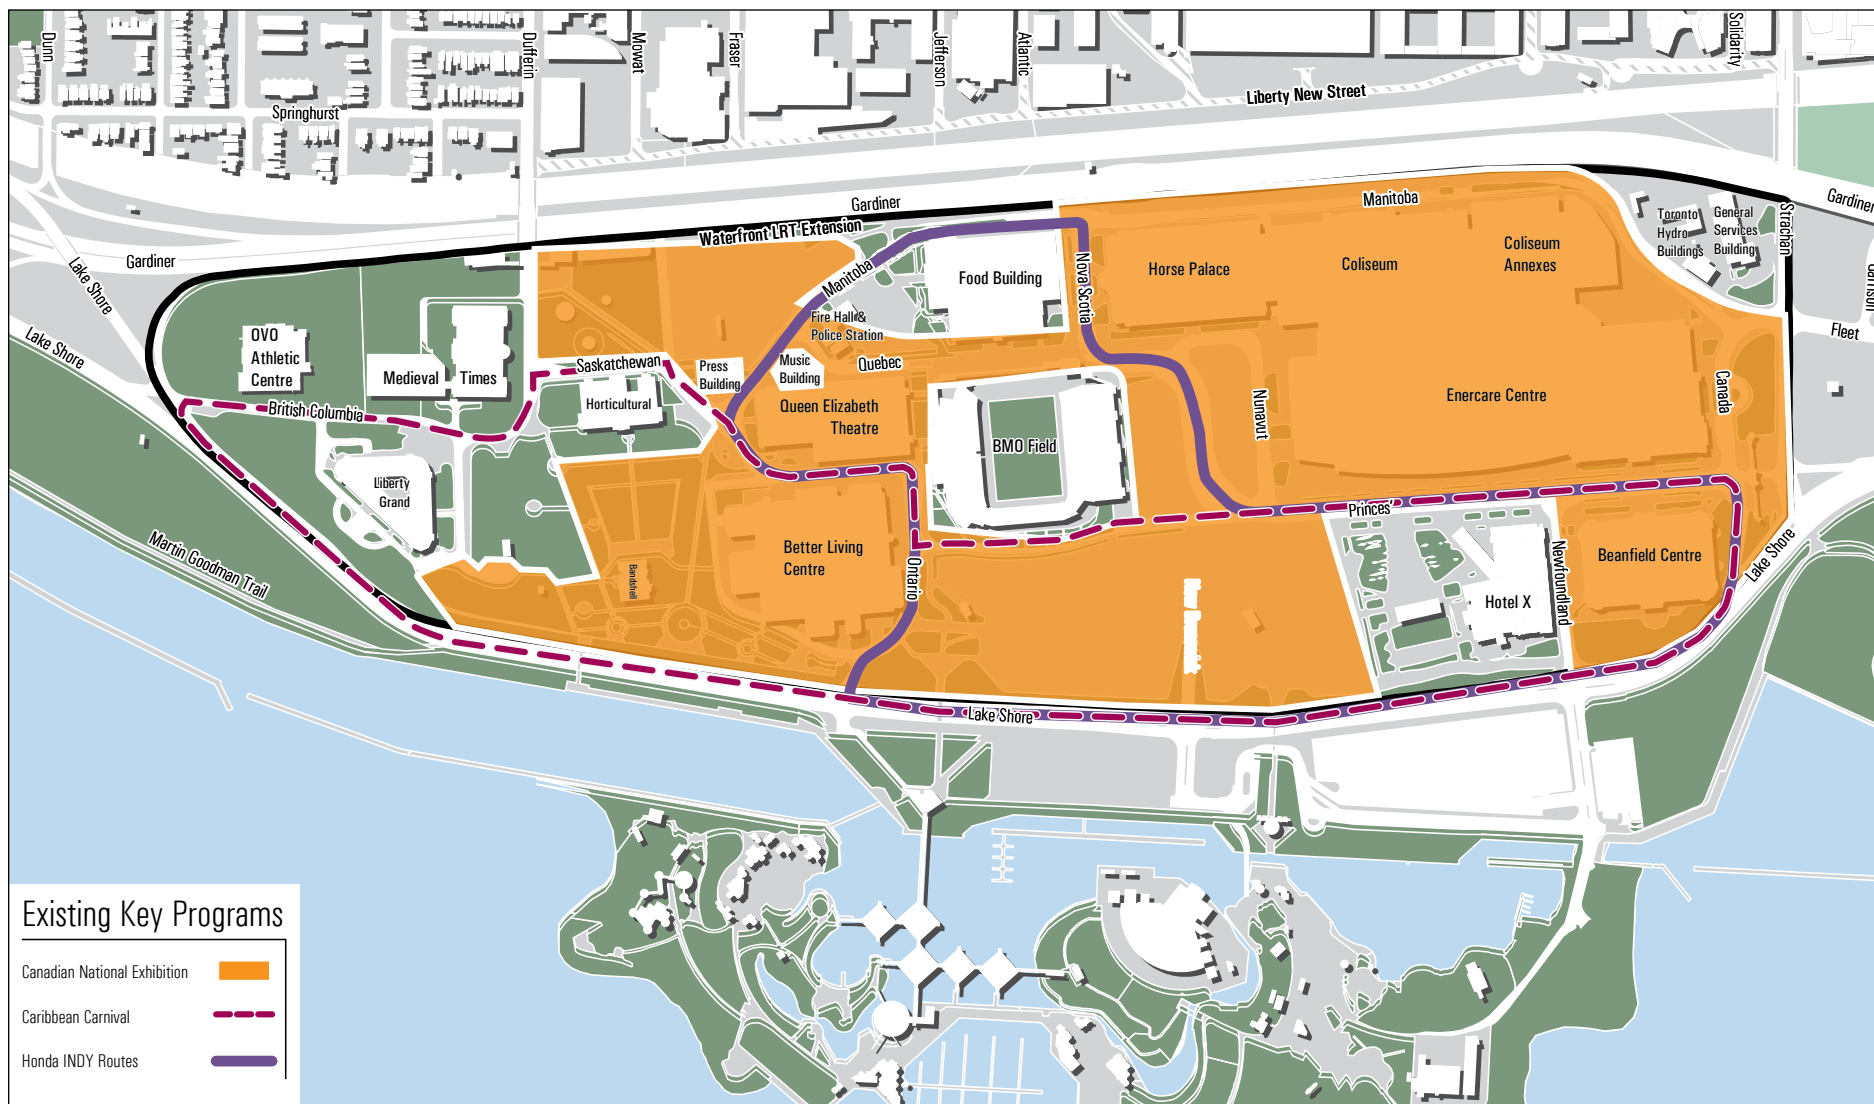 Dunn
Dufferin
Mowat
Fraser
Jefferson
Atlantic
Solidarity
Springhurst
Liberty New Street
Gardiner
Manitoba
Gardiner
Strachan
Waterfront LRT Extension
Toronto
Hydro
Buildings
General
Services
Building
Gardiner
Lake Shore
Manitoba
Food Building
Nova Scotia
Horse Palace
Coliseum
Coliseum
Annexes
Garrison
Fleet
Lake Shore
OVO
Athletic
Centre
Fire Hall &
Police Station
Medieval Times
Saskatchewan
Press
Building
Music
Building
Quebec
Horticultural
British Columbia
Queen Elizabeth
Theatre
BMO Field
Nunavut
Enercare Centre
Canada
Liberty
Grand
Princes'
Martin Goodman Trail
Bandshell
Better Living
Centre
Ontario
New Brunswick
Hotel X
Newfoundland
Beanfield Centre
Lake Shore
Lake Shore
Existing Key Programs
Canadian National Exhibition
Caribbean Carnival
Honda INDY Routes